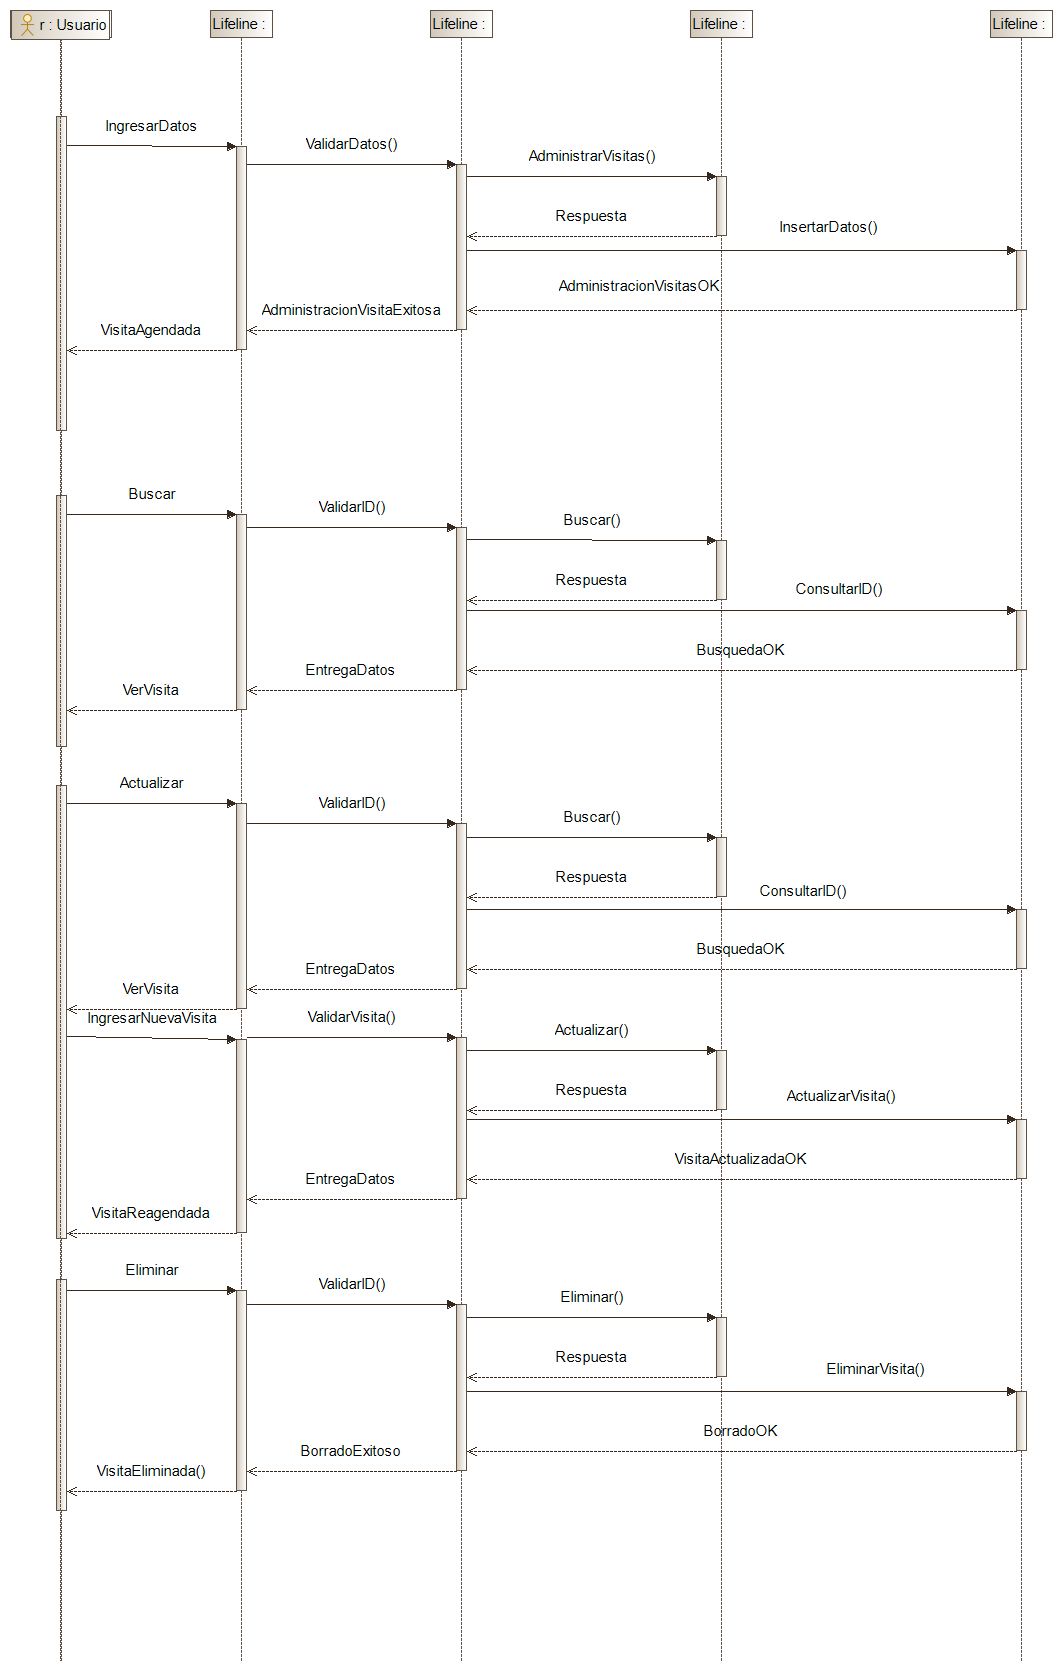 r : Usuario
Lifeline :
Lifeline :
Lifeline :
Lifeline :
IngresarDatos
ValidarDatos()
AdministrarVisitas()
Respuesta
InsertarDatos()
AdministracionVisitasOK
AdministracionVisitaExitosa
VisitaAgendada
Buscar
ValidarID()
Buscar()
Respuesta
ConsultarID()
BusquedaOK
EntregaDatos
VerVisita
Actualizar
ValidarID()
Buscar()
Respuesta
ConsultarID()
BusquedaOK
EntregaDatos
VerVisita
IngresarNuevaVisita
ValidarVisita()
Actualizar()
Respuesta
ActualizarVisita()
VisitaActualizadaOK
EntregaDatos
VisitaReagendada
Eliminar
ValidarID()
Eliminar()
Respuesta
EliminarVisita()
BorradoOK
BorradoExitoso
VisitaEliminada()